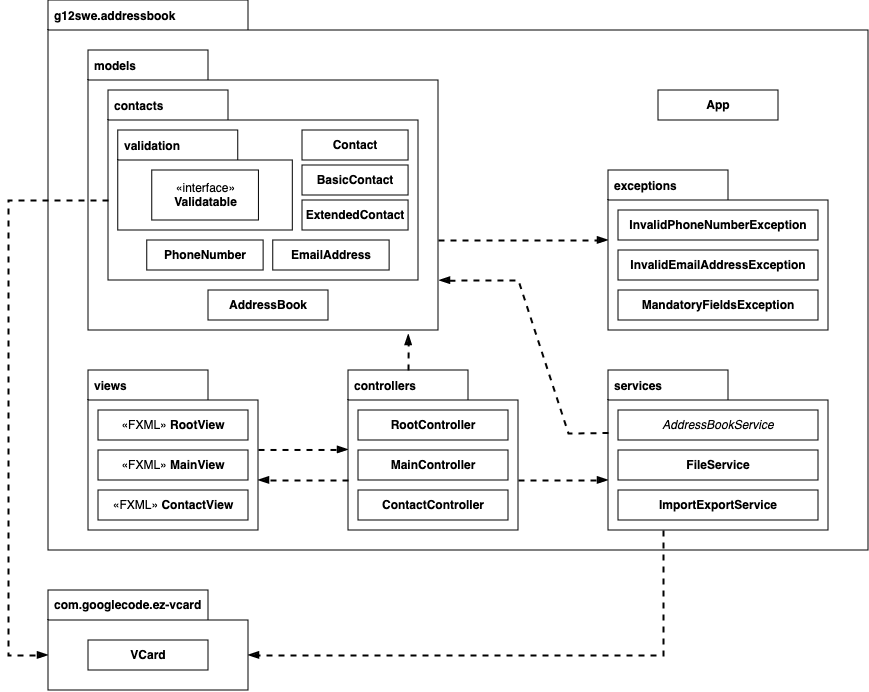 g12swe.addressbook
models
contacts
validation
«interface»
Validatable
Contact
BasicContact
ExtendedContact
PhoneNumber
EmailAddress
AddressBook
App
exceptions
InvalidPhoneNumberException
InvalidEmailAddressException
MandatoryFieldsException
views
«FXML» RootView
«FXML» MainView
«FXML» ContactView
controllers
RootController
MainController
ContactController
services
AddressBookService
FileService
ImportExportService
com.googlecode.ez-vcard
VCard